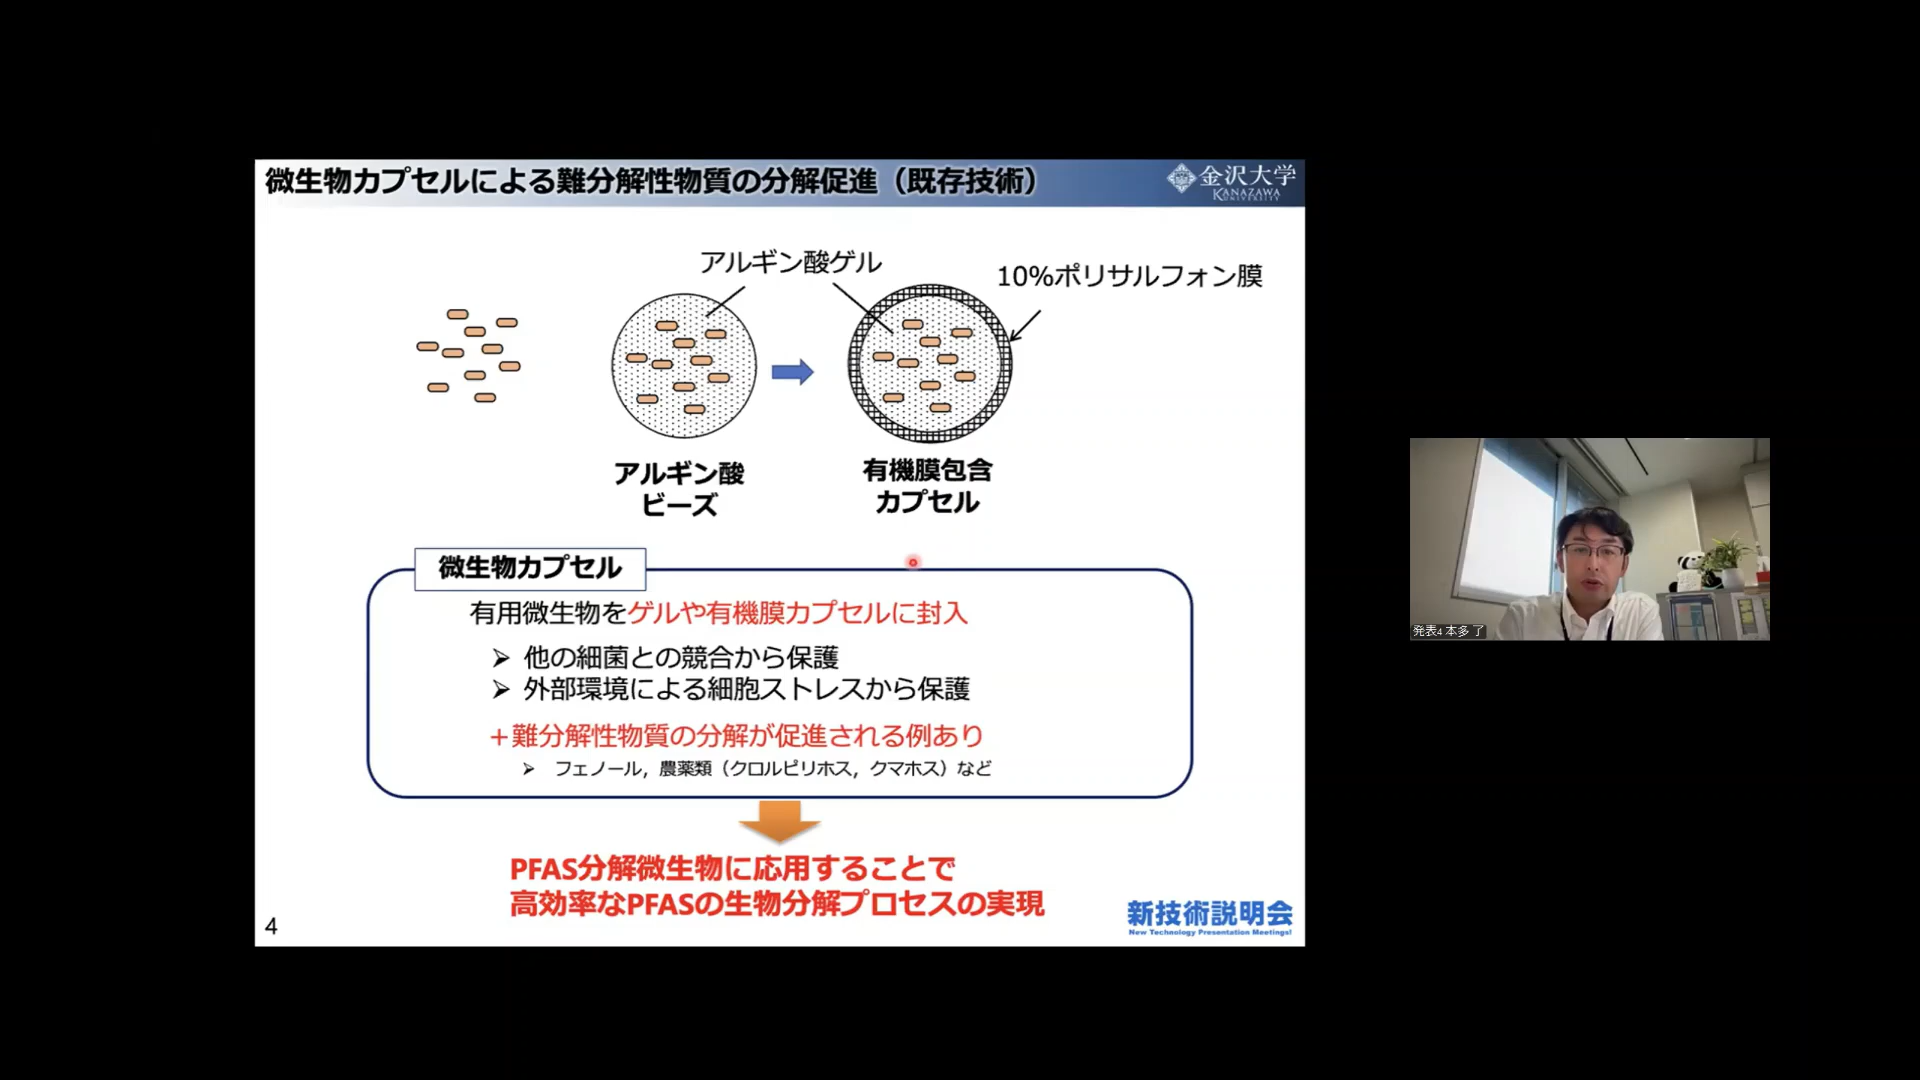 微生物カプセルによる難分解性物質の分解促進（既存技術）
金沢大学
KANAZAWA
UNIVERSITY
アルギン酸ゲル
10%ポリサルフォン膜
アルギン酸
ビーズ
有機膜包含
カプセル
微生物カプセル
有用微生物をゲルや有機膜カプセルに封入
➢ 他の細菌との競合から保護
➢ 外部環境による細胞ストレスから保護
＋難分解性物質の分解が促進される例あり
➢ フェノール，農薬類（クロルピリホス，クマホス）など
PFAS分解微生物に応用することで
高効率なPFASの生物分解プロセスの実現
4
新技術説明会
New Technology Presentation Meetings!
発表4 本多 了